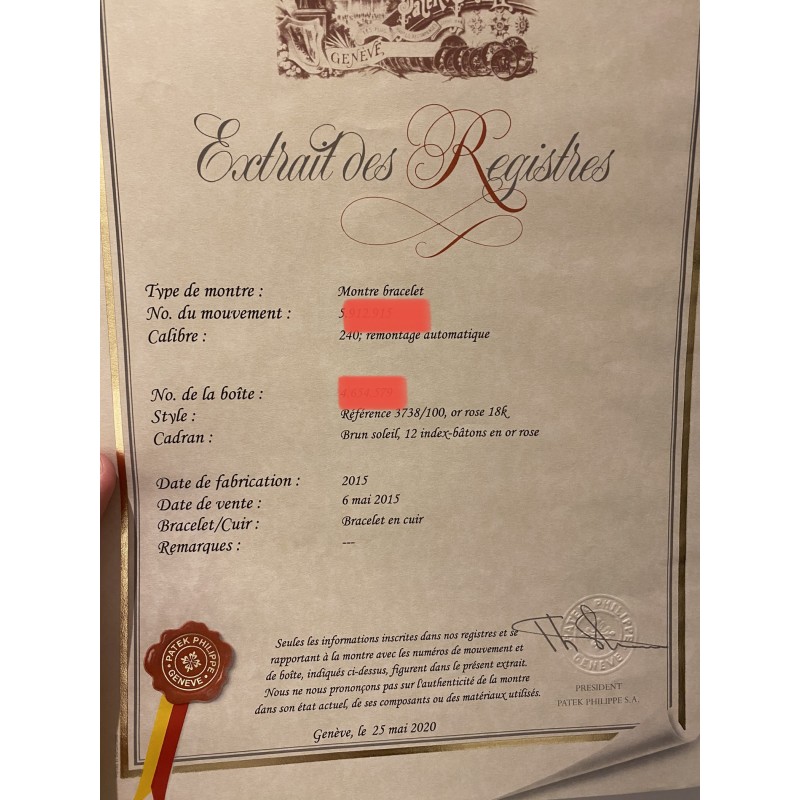 GENEVE,
Extrait des Registres
Type de montre : Montre bracelet
No. du mouvement :
Calibre : 240; remontage automatique
No. de la boîte :
Style : Référence 3738/100, or rose 18k
Cadran : Brun soleil, 12 index-bâtons en or rose
Date de fabrication : 2015
Date de vente : 6 mai 2015
Bracelet/Cuir : Bracelet en cuir
Remarques : ---
Seules les informations inscrites dans nos registres et se
rapportant à la montre avec les numéros de mouvement et
de boîte, indiqués ci-dessus, figurent dans le présent extrait.
Nous ne nous prononçons pas sur l'authenticité de la montre
dans son état actuel, de ses composants ou des matériaux utilisés.
Genève, le 25 mai 2020
PATEK PHILIPPE
GENEVE
PATEK PHILIPPE
GENEVE
PRESIDENT
PATEK PHILIPPE S.A.